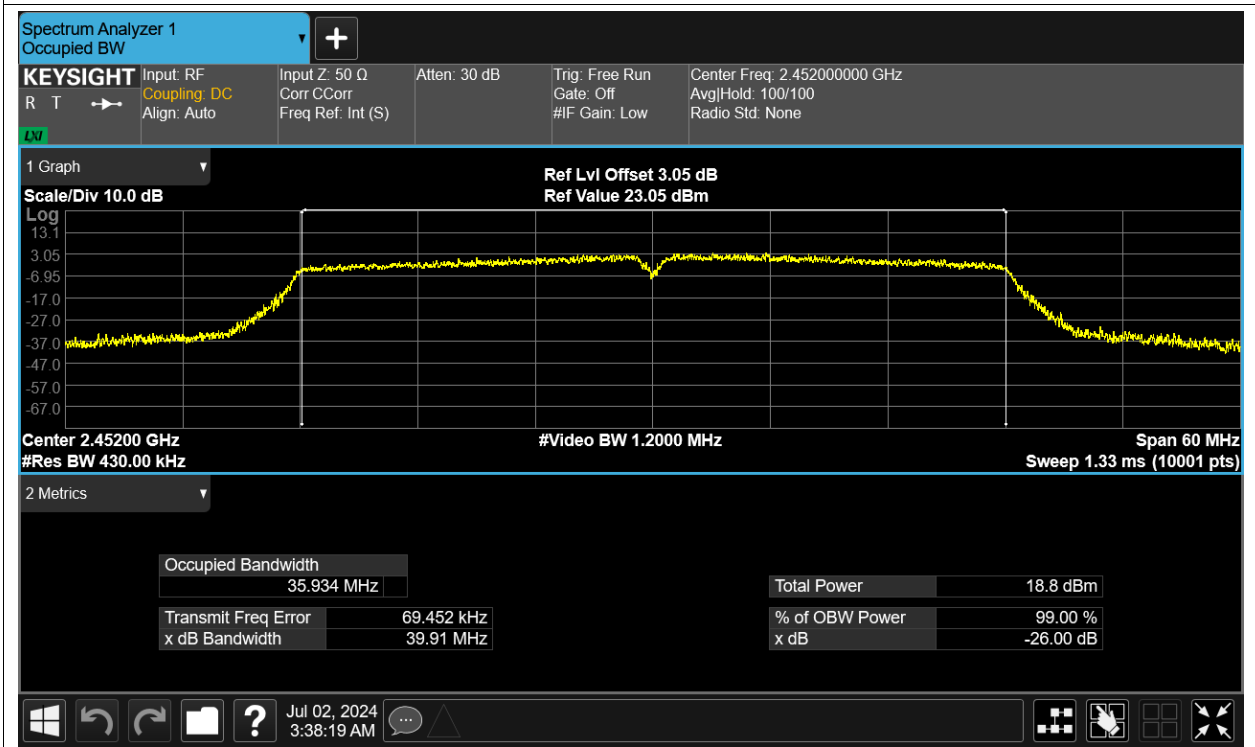 Spectrum Analyzer 1
Occupied BW
KEYSIGHT
R T
LXI
Input: RF
Coupling: DC
Align: Auto
Input Z: 50 Ω
Corr CCorr
Freq Ref: Int (S)
Atten: 30 dB
Trig: Free Run
Gate: Off
#IF Gain: Low
Center Freq: 2.452000000 GHz
Avg|Hold: 100/100
Radio Std: None
1 Graph
Scale/Div 10.0 dB
Ref Lvl Offset 3.05 dB
Ref Value 23.05 dBm
Log
13.1
3.05
-6.95
-17.0
-27.0
-37.0
-47.0
-57.0
-67.0
Center 2.45200 GHz
#Video BW 1.2000 MHz
Span 60 MHz
#Res BW 430.00 kHz
Sweep 1.33 ms (10001 pts)
2 Metrics
Occupied Bandwidth
35.934 MHz
Total Power 18.8 dBm
Transmit Freq Error 69.452 kHz
% of OBW Power 99.00 %
x dB Bandwidth 39.91 MHz
x dB -26.00 dB
?
Jul 02, 2024
3:38:19 AM